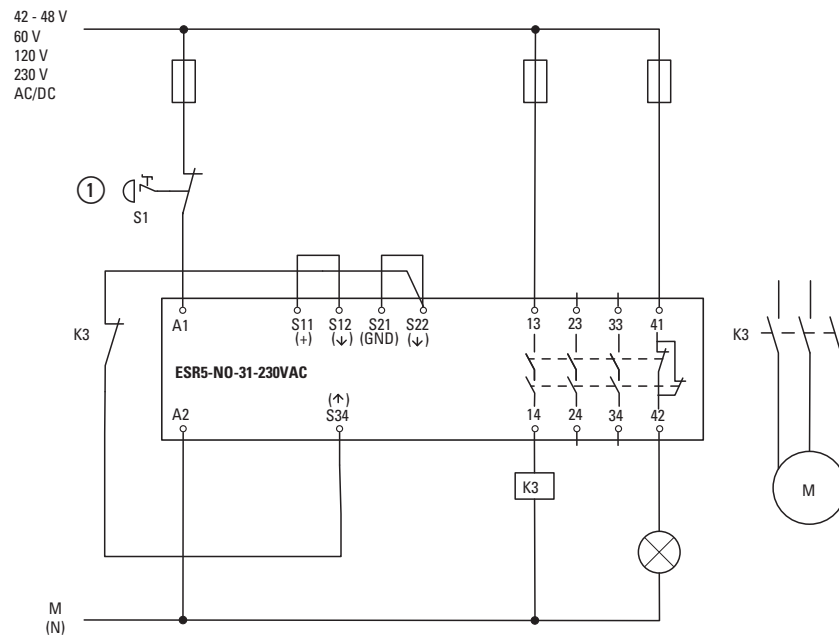 42 - 48 V
60 V
120 V
230 V
AC/DC
1
S1
K3
A1
S11
(+)
S12
(↓)
S21
(GND)
S22
(↓)
13
23
33
41
K3
ESR5-NO-31-230VAC
A2
(↑)
S34
14
24
34
42
K3
M
M
(N)